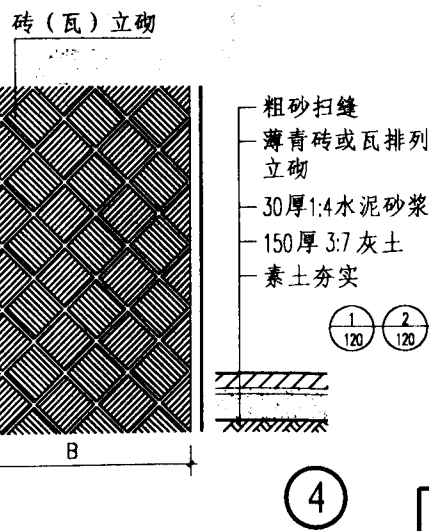 砖（瓦）立砌
粗砂扫缝
薄青砖或瓦排列
立砌
30厚1:4水泥砂浆
150厚 3:7 灰土
素土夯实
1 2
120 120
B
4